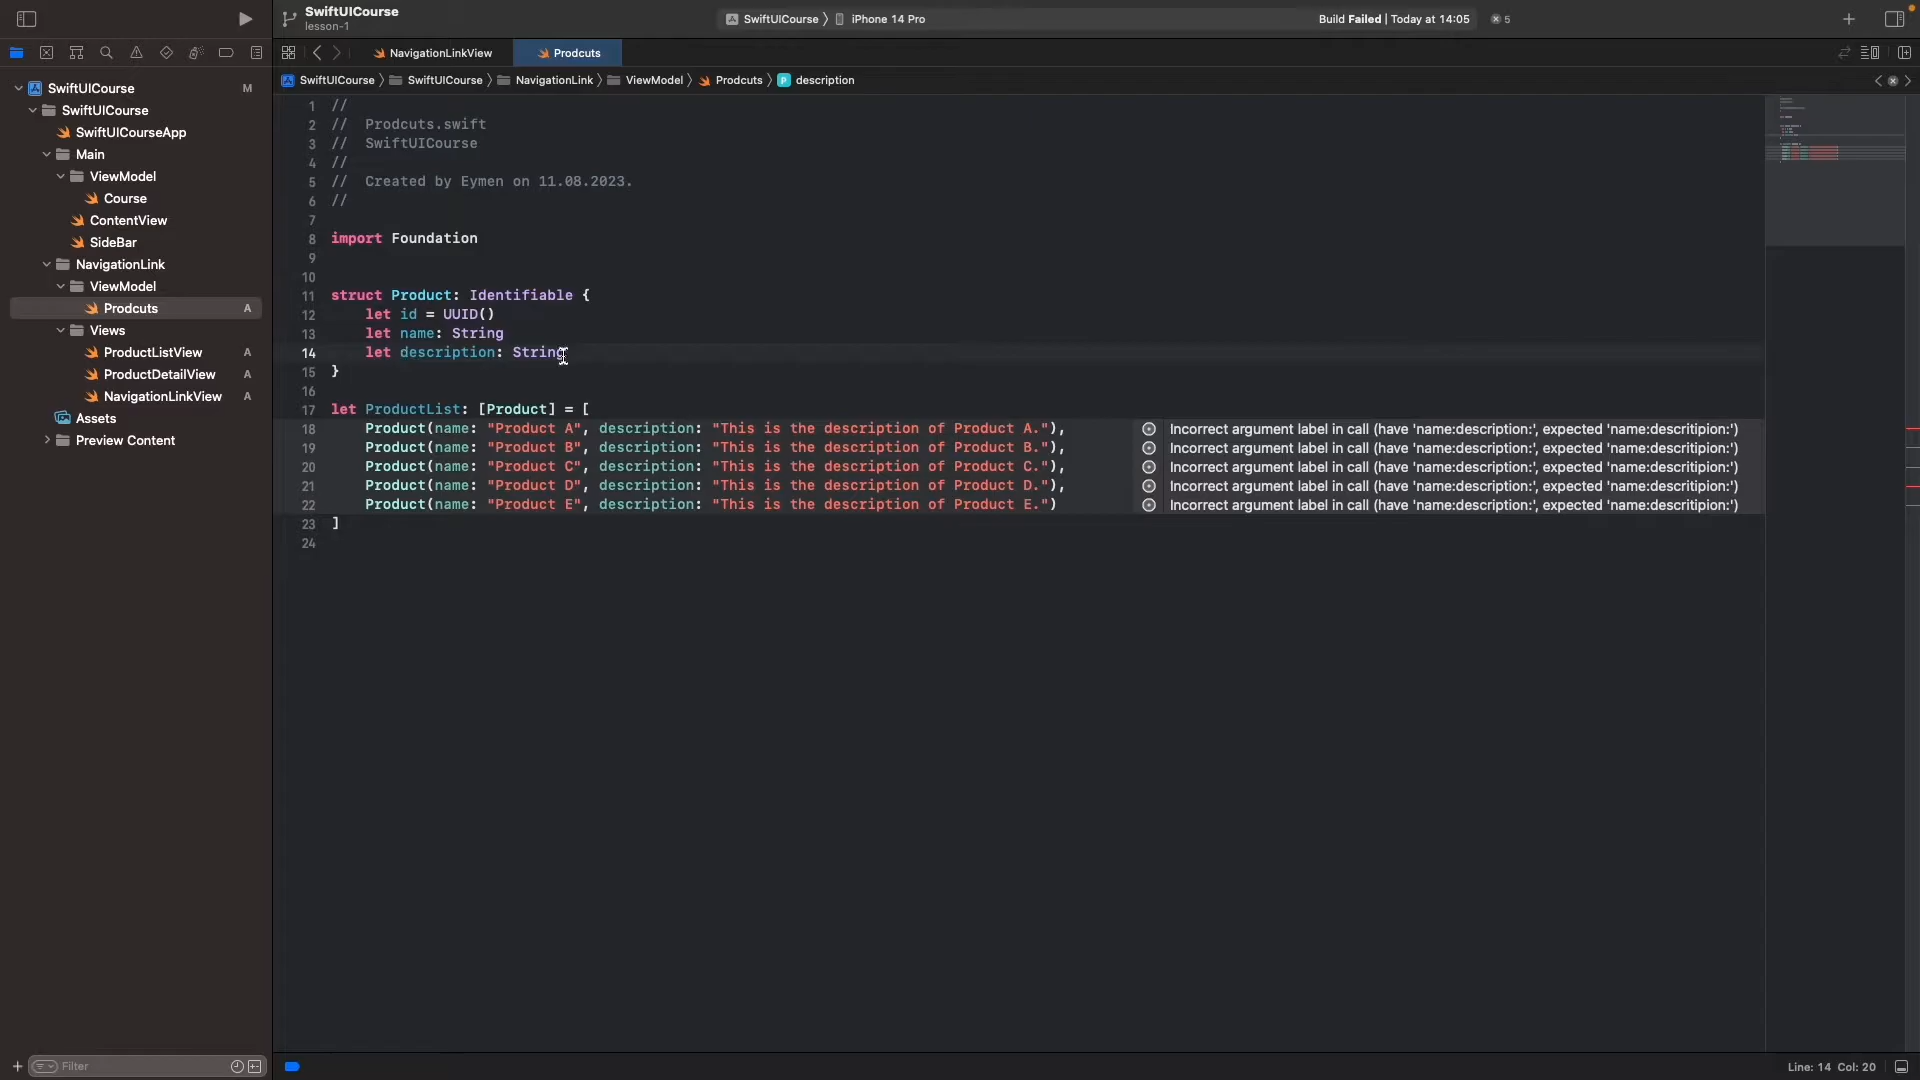 SwiftUICourse
lesson-1
SwiftUICourse 〉 iPhone 14 Pro
Build Failed | Today at 14:05
5
NavigationLinkView
Prodcuts
SwiftUICourse 〉 SwiftUICourse 〉 NavigationLink 〉 ViewModel 〉 Prodcuts 〉 P description
SwiftUICourse M
SwiftUICourse
SwiftUICourseApp
Main
ViewModel
Course
ContentView
SideBar
NavigationLink
ViewModel
Prodcuts A
Views
ProductListView A
ProductDetailView A
NavigationLinkView A
Assets
Preview Content
Filter
1 //
2 //  Prodcuts.swift
3 //  SwiftUICourse
4 //
5 //  Created by Eymen on 11.08.2023.
6 //
7
8 import Foundation
9
10
11 struct Product: Identifiable {
12     let id = UUID()
13     let name: String
14     let description: String
15 }
16
17 let ProductList: [Product] = [
18     Product(name: "Product A", description: "This is the description of Product A."), Incorrect argument label in call (have 'name:description:', expected 'name:descritipion:')
19     Product(name: "Product B", description: "This is the description of Product B."), Incorrect argument label in call (have 'name:description:', expected 'name:descritipion:')
20     Product(name: "Product C", description: "This is the description of Product C."), Incorrect argument label in call (have 'name:description:', expected 'name:descritipion:')
21     Product(name: "Product D", description: "This is the description of Product D."), Incorrect argument label in call (have 'name:description:', expected 'name:descritipion:')
22     Product(name: "Product E", description: "This is the description of Product E.") Incorrect argument label in call (have 'name:description:', expected 'name:descritipion:')
23 ]
24
Line: 14 Col: 20